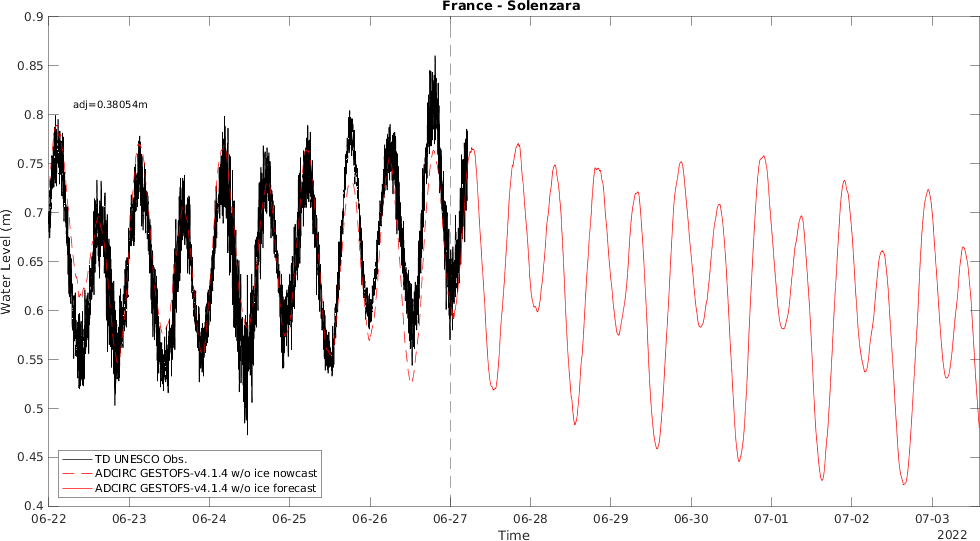 France - Solenzara
0.9
0.85
0.8
0.75
0.7
0.65
0.6
0.55
0.5
0.45
0.4
Water Level (m)
adj=0.38054m
TD UNESCO Obs.
ADCIRC GESTOFS-v4.1.4 w/o ice nowcast
ADCIRC GESTOFS-v4.1.4 w/o ice forecast
06-22 06-23 06-24 06-25 06-26 06-27 06-28 06-29 06-30 07-01 07-02 07-03
Time
2022